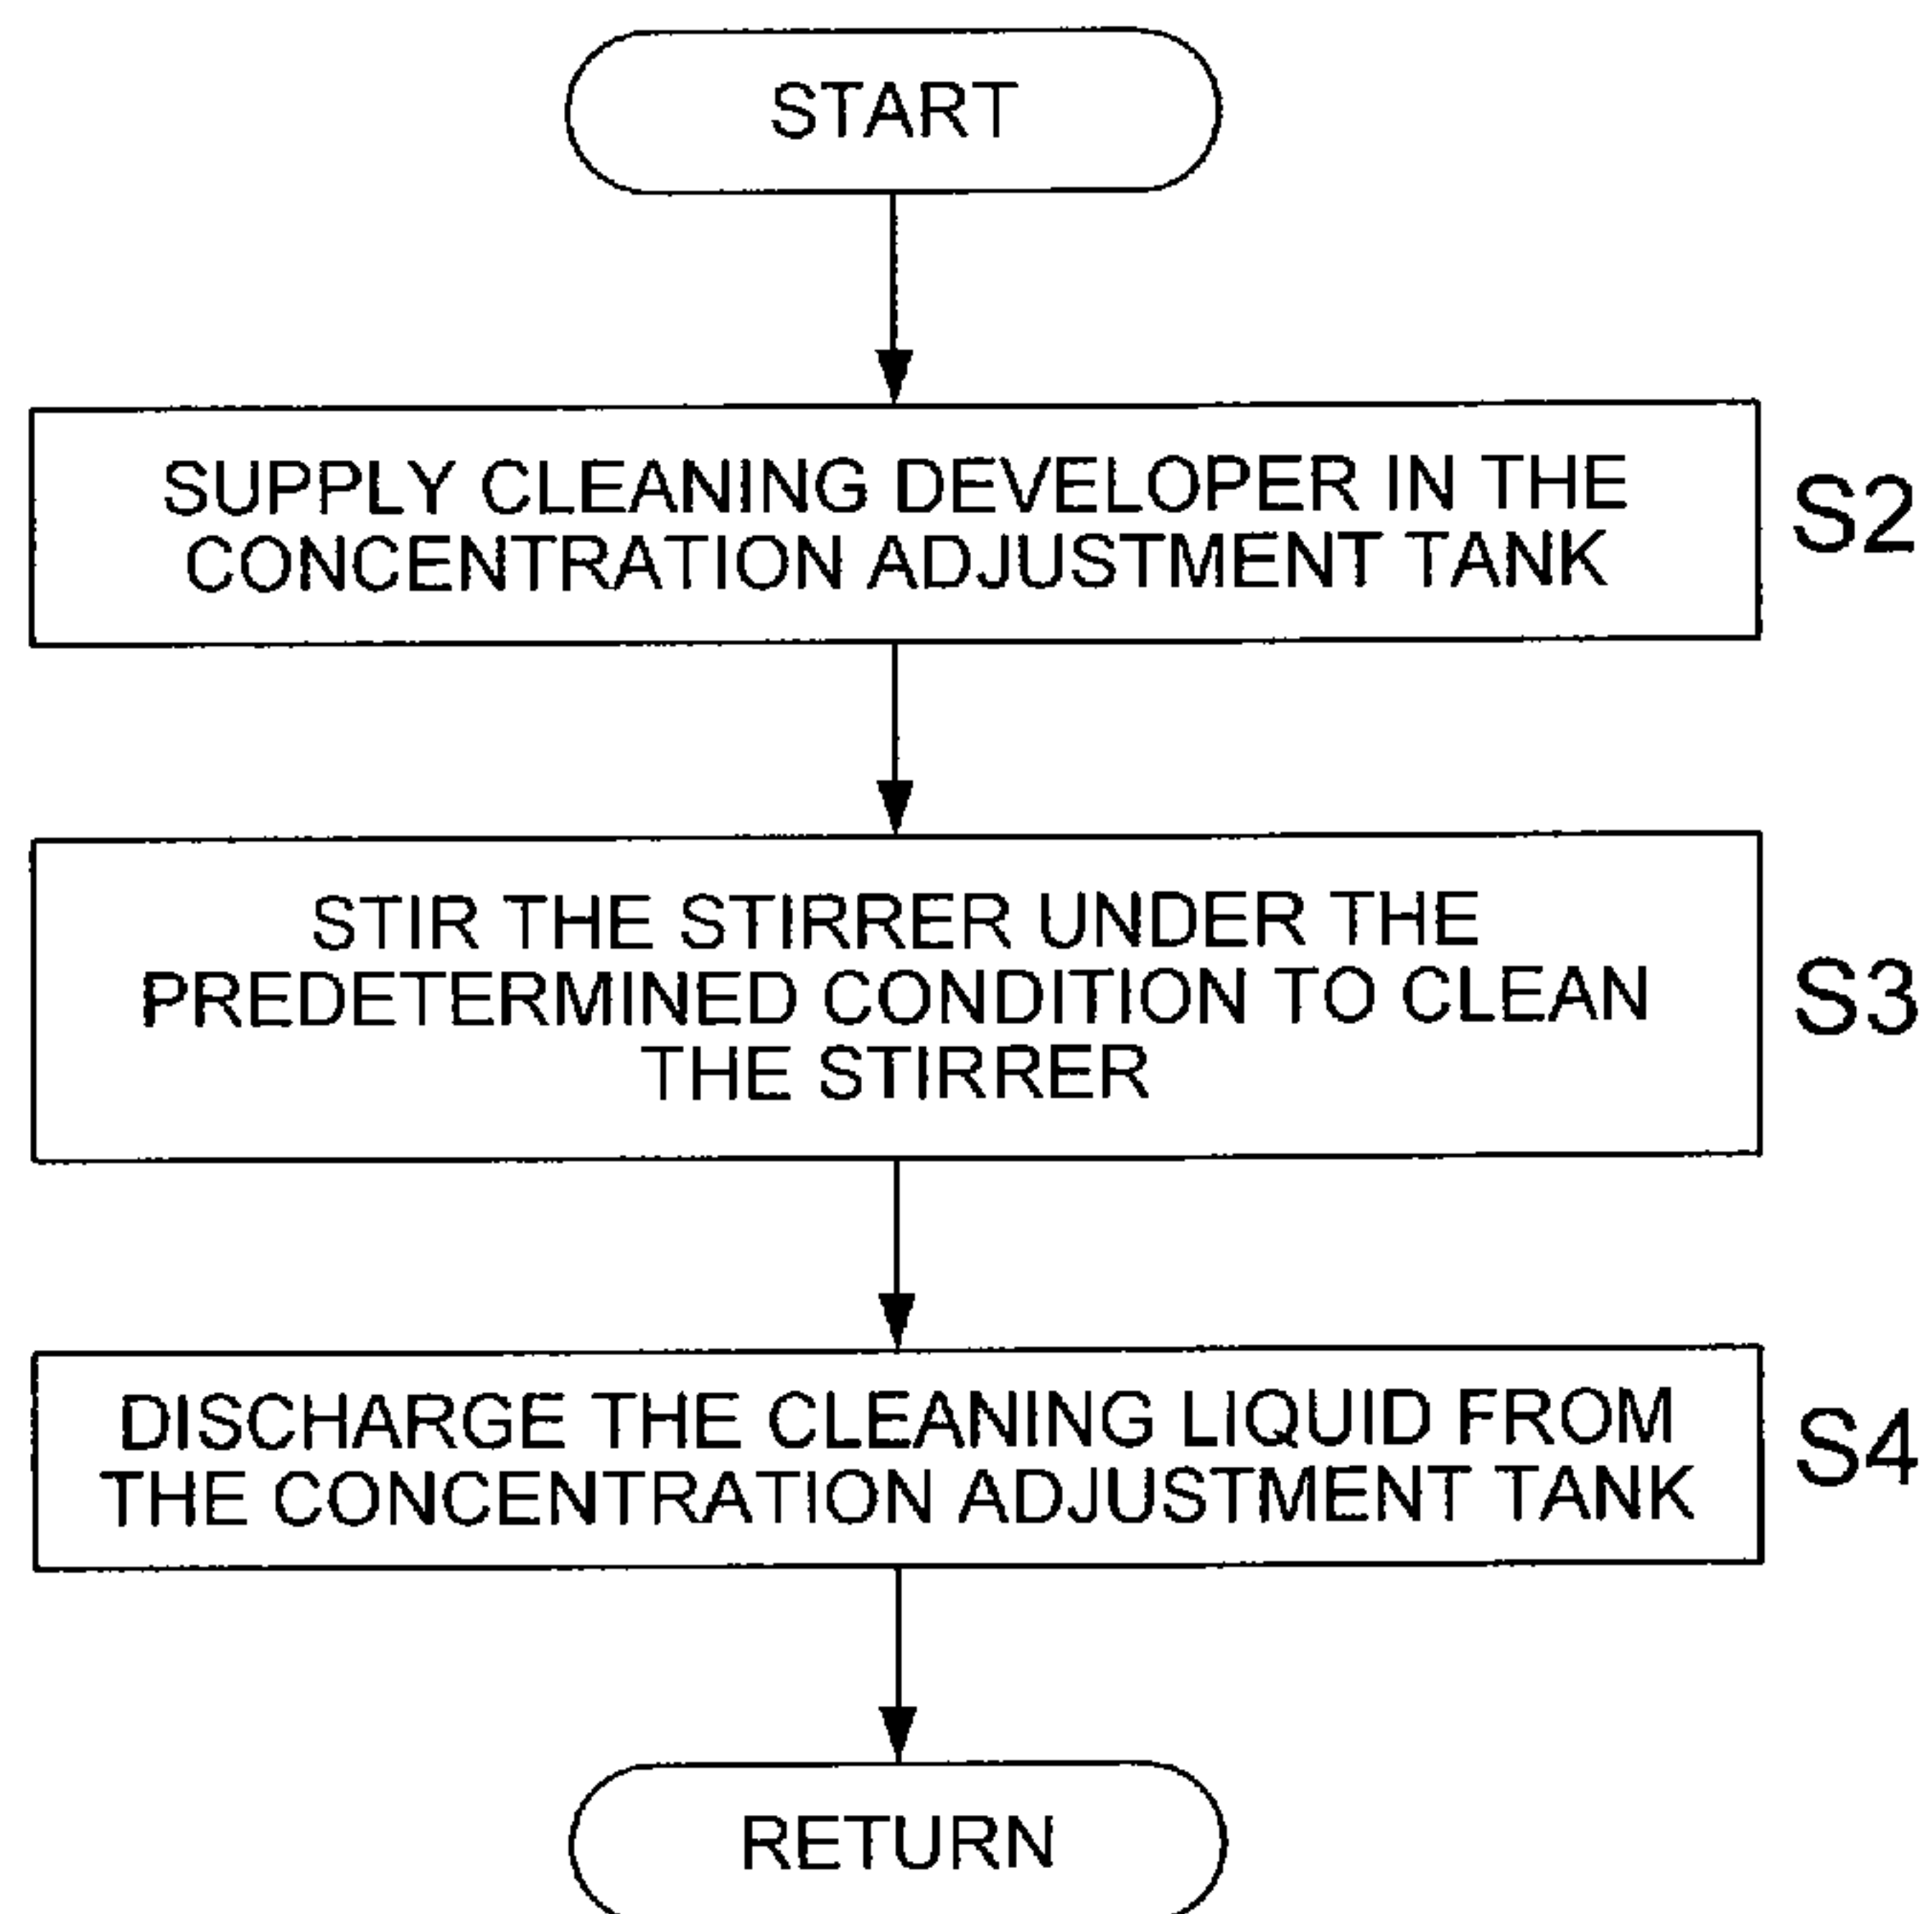 START
SUPPLY CLEANING DEVELOPER IN THE
CONCENTRATION ADJUSTMENT TANK
S2
STIR THE STIRRER UNDER THE
PREDETERMINED CONDITION TO CLEAN
THE STIRRER
S3
DISCHARGE THE CLEANING LIQUID FROM
THE CONCENTRATION ADJUSTMENT TANK
S4
RETURN